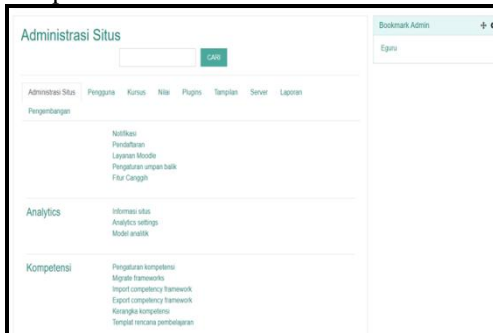 Administrasi Situs
CARI
Administrasi Situs Pengguna Kursus Nilai Plugins Tampilan Server Laporan
Pengembangan
Notifikasi
Pendaftaran
Layanan Moodle
Pengaturan umpan balik
Fitur Canggih
Analytics
Informasi situs
Analytics settings
Model analitik
Kompetensi
Pengaturan kompetensi
Migrate frameworks
Import competency framework
Export competency framework
Kerangka kompetensi
Templat rencana pembelajaran
Bookmark Admin
Eguru